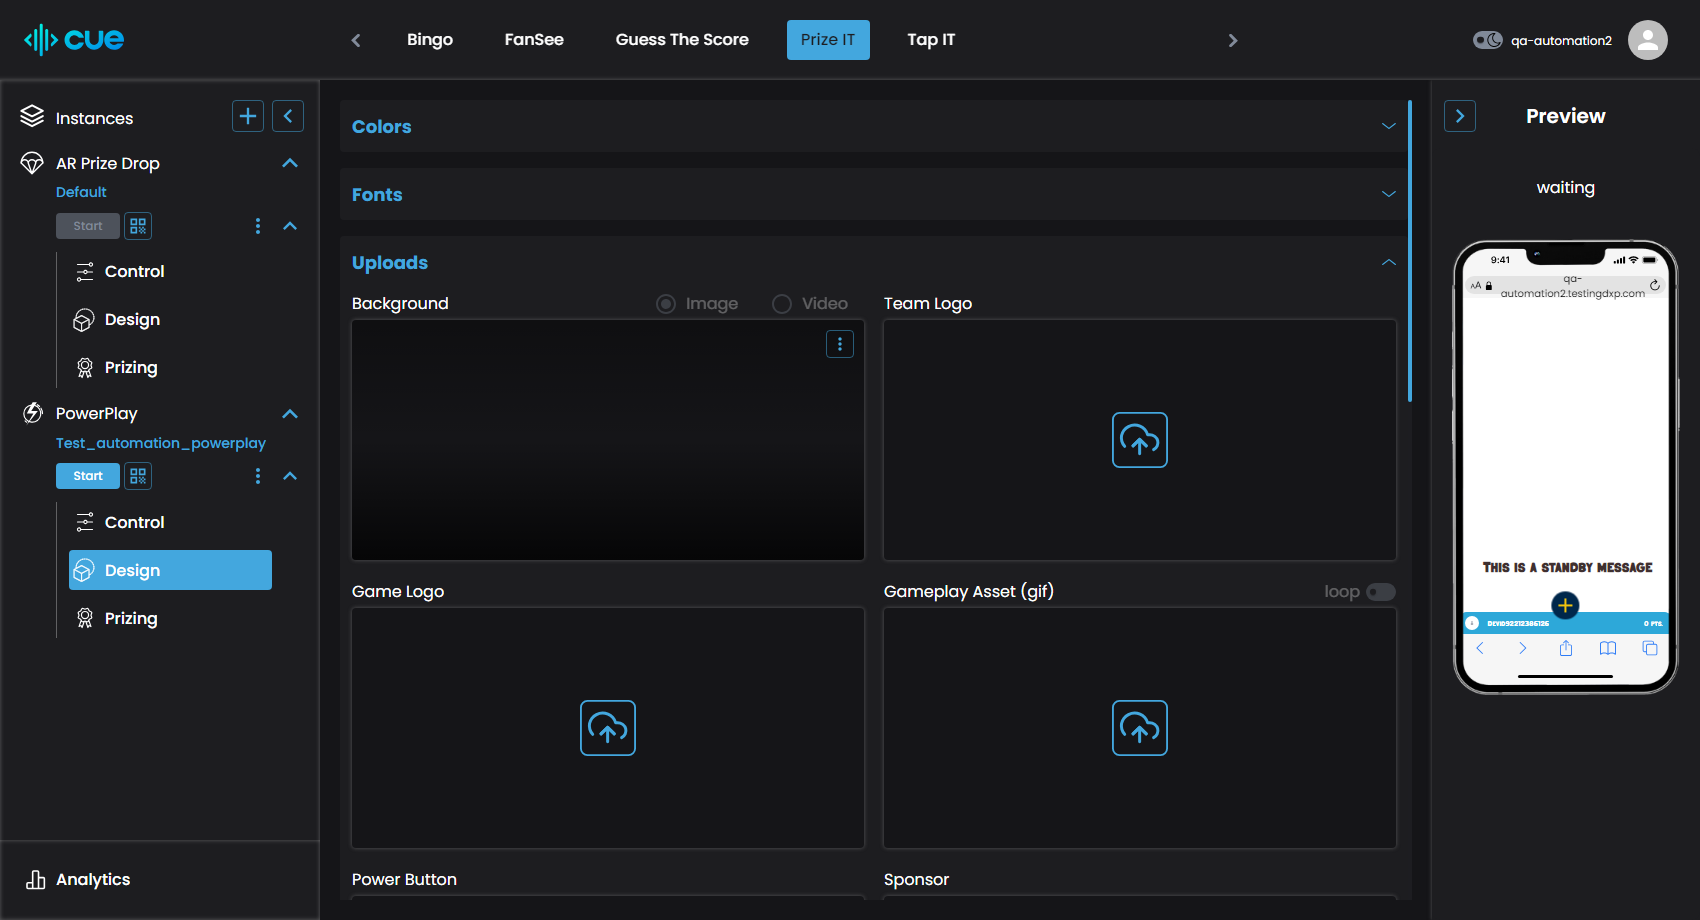 cue
Bingo
FanSee
Guess The Score
Prize IT
Tap IT
qa-automation2
Instances
AR Prize Drop
Default
Start
Control
Design
Prizing
PowerPlay
Test_automation_powerplay
Start
Control
Design
Prizing
Analytics
Colors
Fonts
Uploads
Background
Image
Video
Team Logo
Game Logo
Gameplay Asset (gif)
loop
Power Button
Sponsor
Preview
waiting
9:41
AA
qa-
automation2.testingdxp.com
This is a standby message
DEVID92212386126
0 PTS.